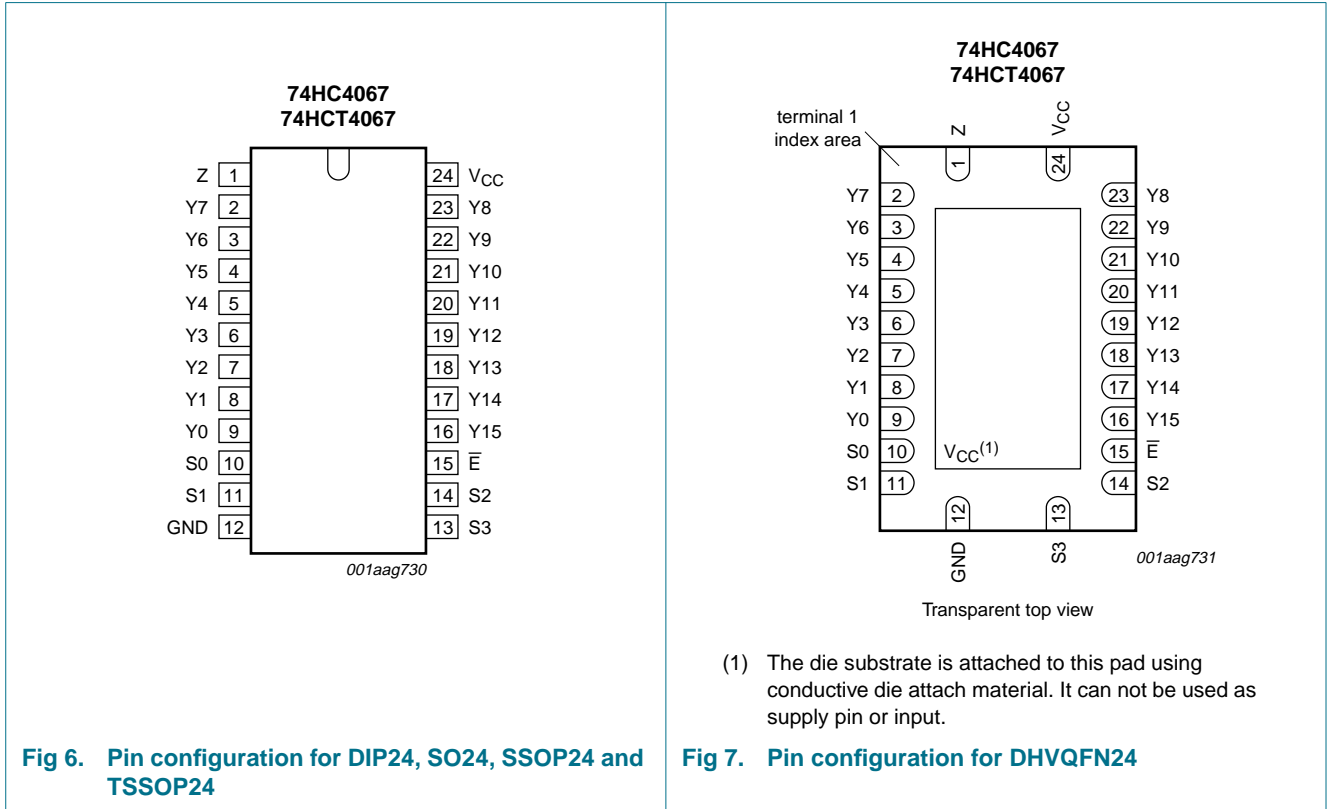 74HC4067
74HCT4067
Z 1 24 VCC
Y7 2 23 Y8
Y6 3 22 Y9
Y5 4 21 Y10
Y4 5 20 Y11
Y3 6 19 Y12
Y2 7 18 Y13
Y1 8 17 Y14
Y0 9 16 Y15
S0 10 15 E̅
S1 11 14 S2
GND 12 13 S3
001aag730
Fig 6. Pin configuration for DIP24, SO24, SSOP24 and
TSSOP24
74HC4067
74HCT4067
terminal 1
index area
Z VCC
1 24
Y7 2 23 Y8
Y6 3 22 Y9
Y5 4 21 Y10
Y4 5 20 Y11
Y3 6 19 Y12
Y2 7 18 Y13
Y1 8 17 Y14
Y0 9 16 Y15
S0 10 VCC(1) 15 E̅
S1 11 14 S2
12 13
GND S3
001aag731
Transparent top view
(1) The die substrate is attached to this pad using
conductive die attach material. It can not be used as
supply pin or input.
Fig 7. Pin configuration for DHVQFN24